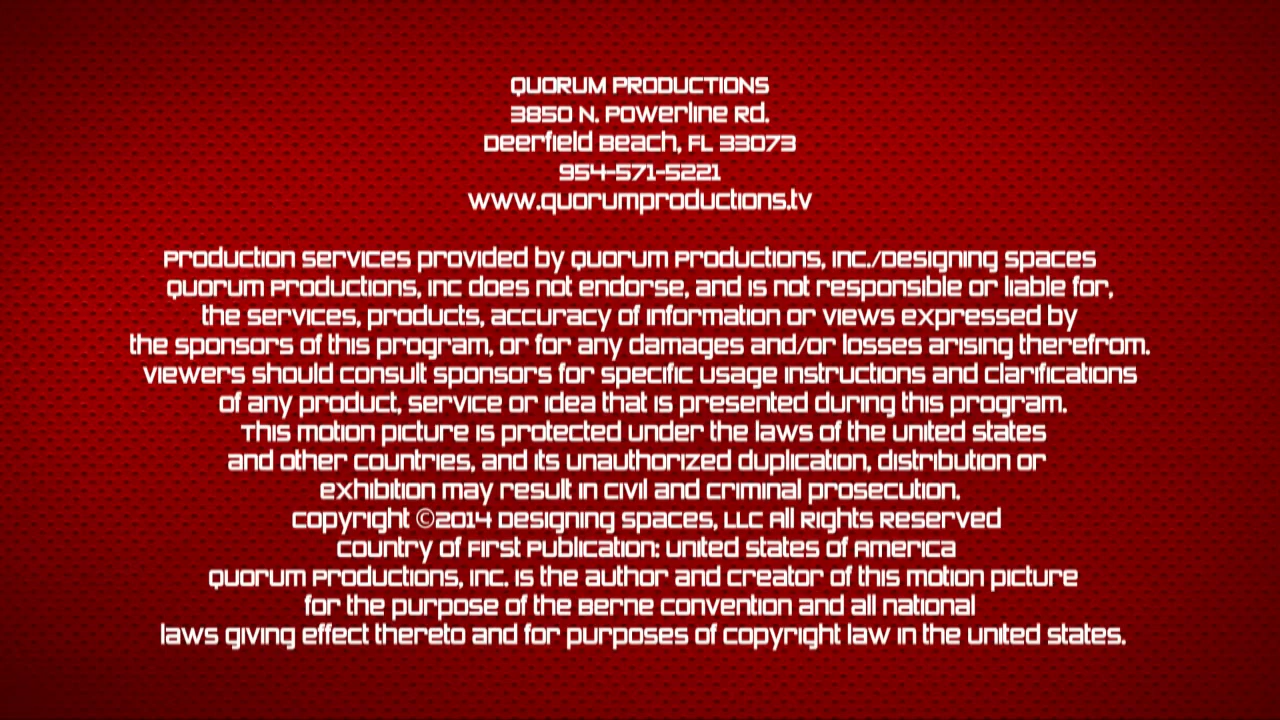 QUORUM PRODUCTIONS
3850 N. Powerline Rd.
Deerfield Beach, FL 33073
954-571-5221
www.quorumproductions.tv
Production services provided by Quorum Productions, Inc./Designing Spaces
Quorum Productions, Inc does not endorse, and is not responsible or liable for,
the services, products, accuracy of information or views expressed by
the sponsors of this program, or for any damages and/or losses arising therefrom.
Viewers should consult sponsors for specific usage instructions and clarifications
of any product, service or idea that is presented during this program.
This motion picture is protected under the laws of the United States
and other countries, and its unauthorized duplication, distribution or
exhibition may result in civil and criminal prosecution.
Copyright ©2014 Designing Spaces, LLC All Rights Reserved
Country of First Publication: United States of America
Quorum Productions, Inc. is the author and creator of this motion picture
for the purpose of the Berne Convention and all national
laws giving effect thereto and for purposes of copyright law in the United States.